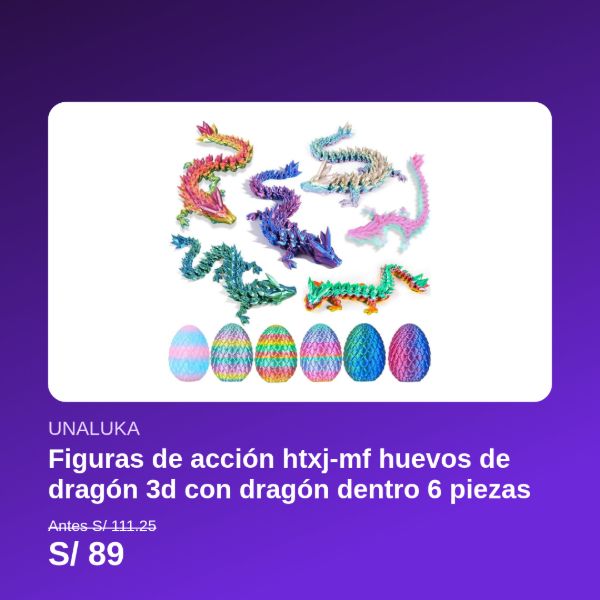 UNALUKA
Figuras de acción htxj-mf huevos de
dragón 3d con dragón dentro 6 piezas
Antes S/ 111.25
S/ 89